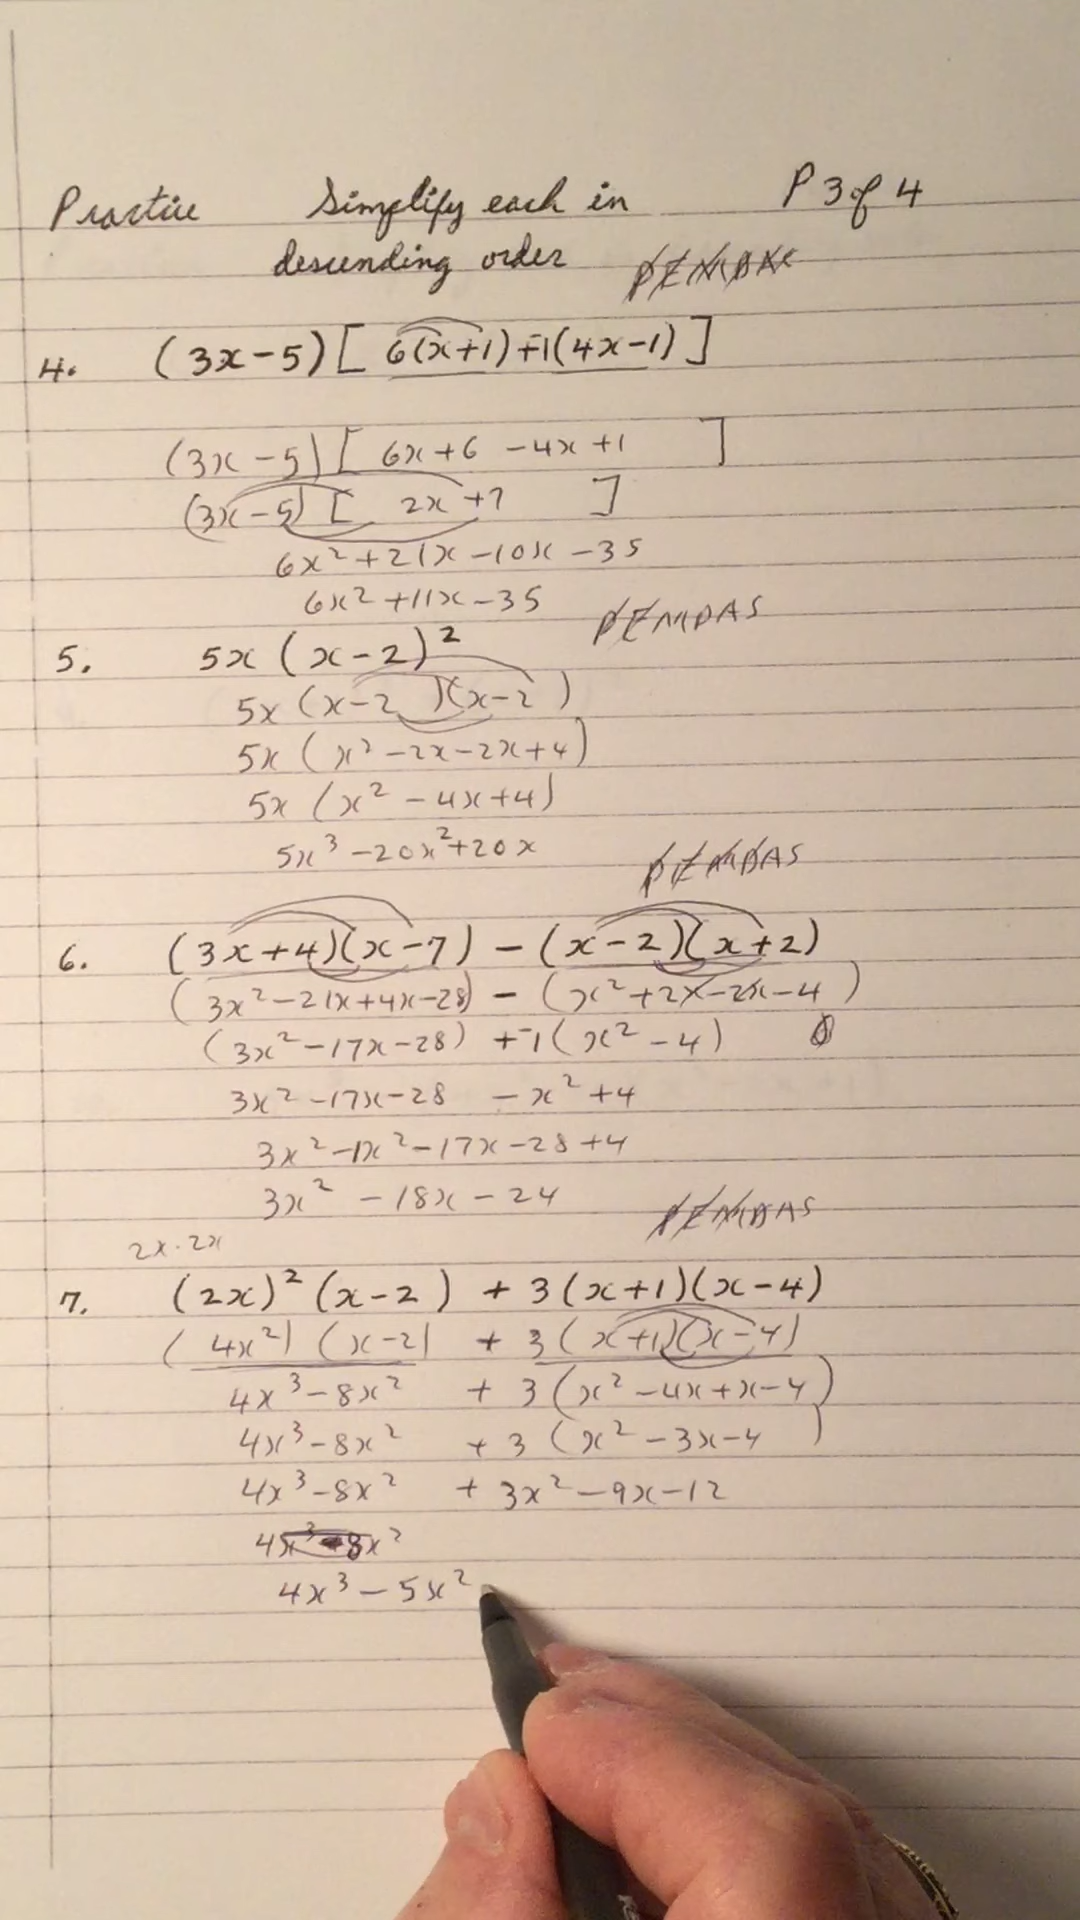 Practice Simplify each in P 3 of 4
descending order PEMDAS
4. (3x-5)[6(x+1)+-1(4x-1)]
(3x-5)[6x+6-4x+1]
(3x-5)[2x+7]
6x²+21x-10x-35
6x²+11x-35 PEMDAS
5. 5x(x-2)²
5x(x-2)(x-2)
5x(x²-2x-2x+4)
5x(x²-4x+4)
5x³-20x²+20x PEMDAS
6. (3x+4)(x-7)-(x-2)(x+2)
(3x²-21x+4x-28)-(x²+2x-2x-4)
(3x²-17x-28)+-1(x²-4)
3x²-17x-28 -x²+4
3x²-1x²-17x-28+4
3x²-18x-24 PEMDAS
2x·2x
7. (2x)²(x-2)+3(x+1)(x-4)
(4x²)(x-2)+3(x+1)(x-4)
4x³-8x²+3(x²-4x+x-4)
4x³-8x²+3(x²-3x-4)
4x³-8x²+3x²-9x-12
4x³-8x²
4x³-5x²